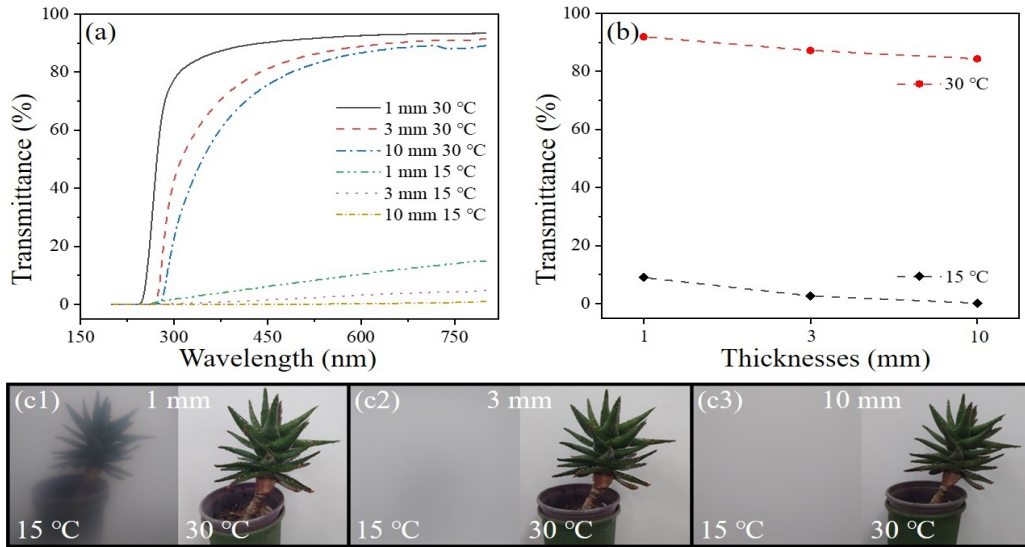 (a)
100
80
60
40
20
0
150
300
450
600
750
Transmittance (%)
Wavelength (nm)
1 mm 30 ℃
3 mm 30 ℃
10 mm 30 ℃
1 mm 15 ℃
3 mm 15 ℃
10 mm 15 ℃
(b)
100
80
60
40
20
0
1
3
10
Transmittance (%)
Thicknesses (mm)
30 ℃
15 ℃
(c1)
1 mm
15 ℃
30 ℃
(c2)
3 mm
15 ℃
30 ℃
(c3)
10 mm
15 ℃
30 ℃